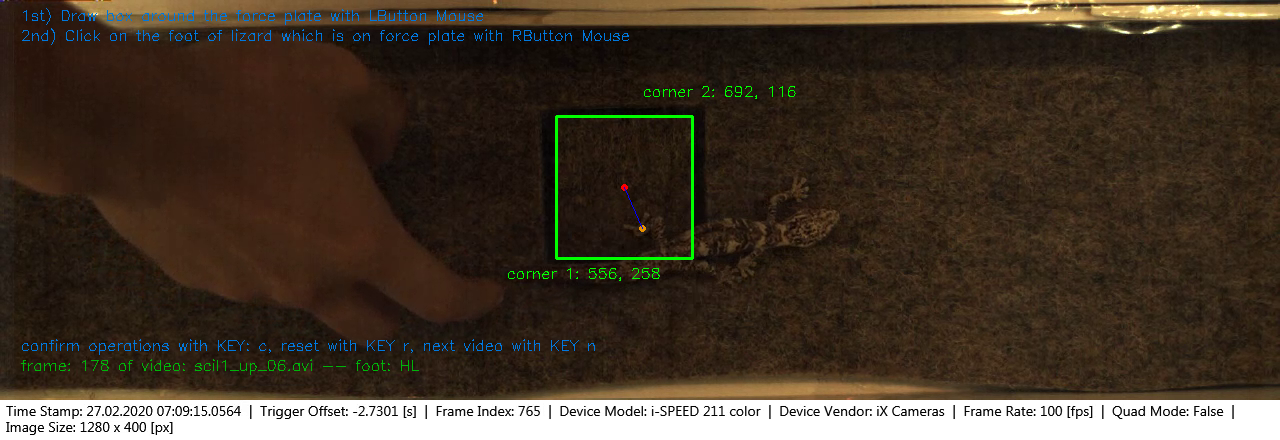 1st) Draw box around the force plate with LButton Mouse
2nd) Click on the foot of lizard which is on force plate with RButton Mouse
corner 2: 692, 116
corner 1: 556, 258
confirm operations with KEY: c, reset with KEY r, next video with KEY n
frame: 178 of video: scil1_up_06.avi –– foot: HL
Time Stamp: 27.02.2020 07:09:15.0564 | Trigger Offset: -2.7301 [s] | Frame Index: 765 | Device Model: i-SPEED 211 color | Device Vendor: iX Cameras | Frame Rate: 100 [fps] | Quad Mode: False |
Image Size: 1280 x 400 [px]